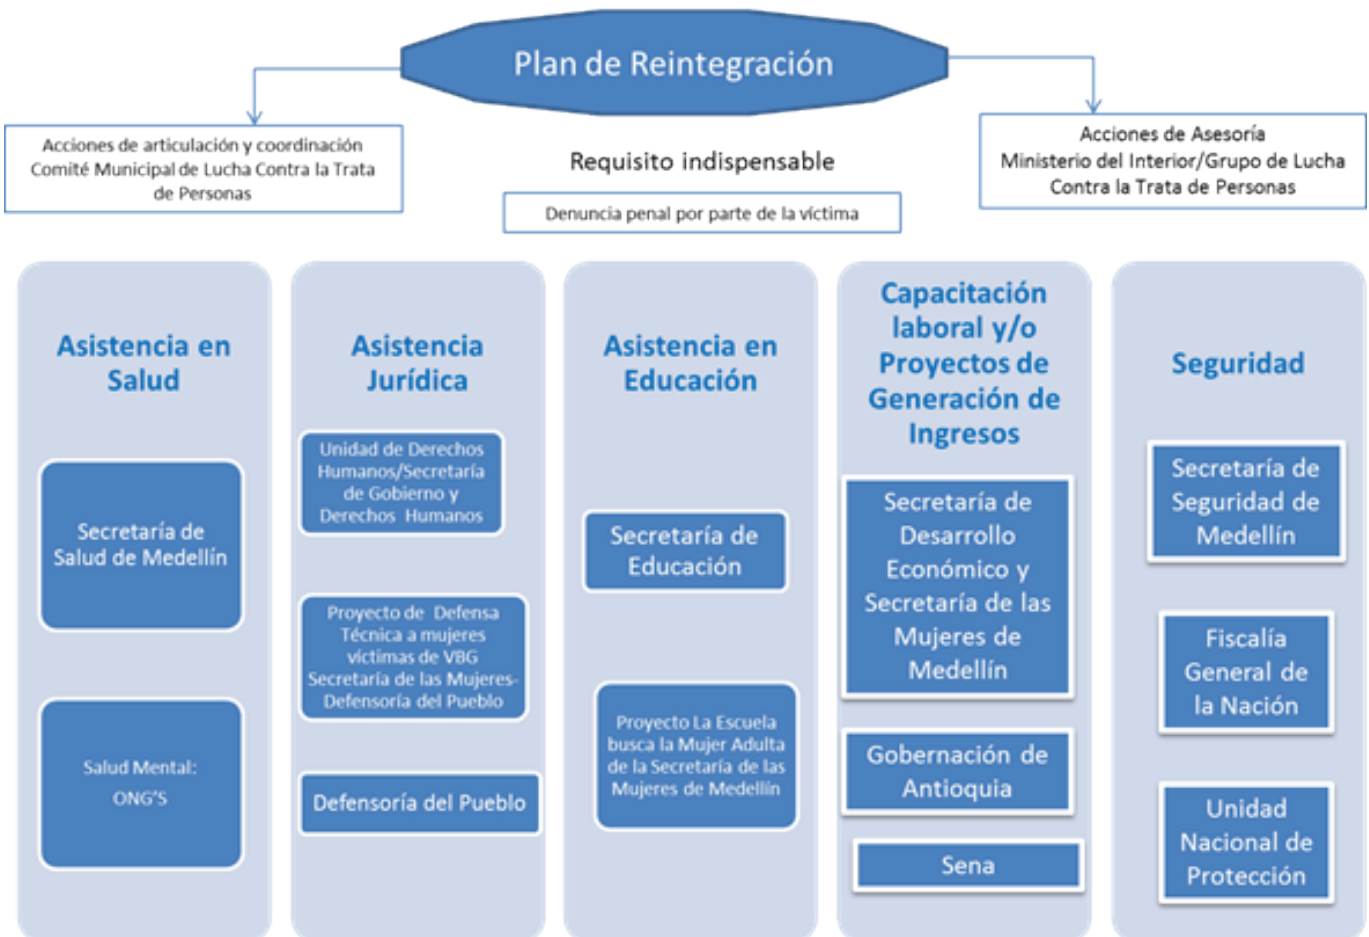 Plan de Reintegración
Acciones de articulación y coordinación
Comité Municipal de Lucha Contra la Trata
de Personas
Requisito indispensable
Denuncia penal por parte de la víctima
Acciones de Asesoría
Ministerio del Interior/Grupo de Lucha
Contra la Trata de Personas
Asistencia en
Salud
Secretaría de
Salud de Medellín
Salud Mental:
ONG'S
Asistencia
Jurídica
Unidad de Derechos
Humanos/Secretaría
de Gobierno y
Derechos Humanos
Proyecto de Defensa
Técnica a mujeres
víctimas de VBG
Secretaría de las Mujeres-
Defensoría del Pueblo
Defensoría del Pueblo
Asistencia en
Educación
Secretaría de
Educación
Proyecto La Escuela
busca la Mujer Adulta
de la Secretaría de las
Mujeres de Medellín
Capacitación
laboral y/o
Proyectos de
Generación de
Ingresos
Secretaría de
Desarrollo
Económico y
Secretaría de las
Mujeres de
Medellín
Gobernación de
Antioquia
Sena
Seguridad
Secretaría de
Seguridad de
Medellín
Fiscalía
General de
la Nación
Unidad
Nacional de
Protección